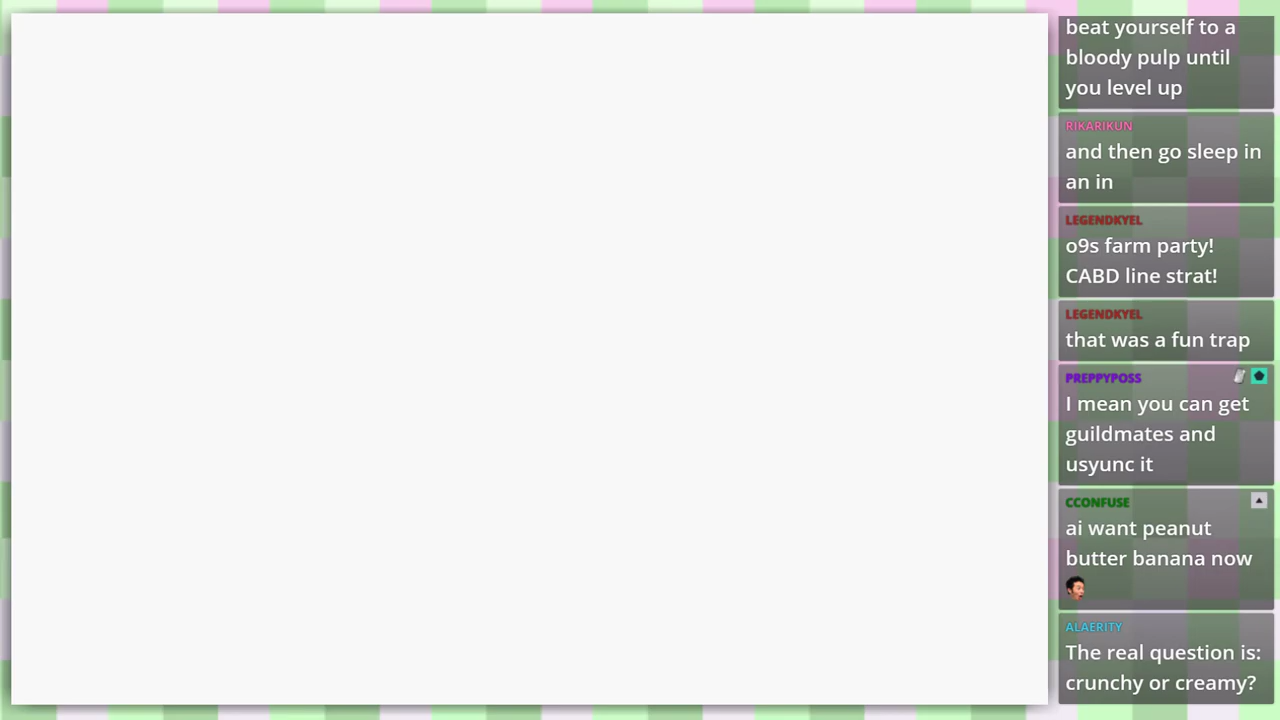 beat yourself to a
bloody pulp until
you level up
RIKARIKUN
and then go sleep in
an in
LEGENDKYEL
o9s farm party!
CABD line strat!
LEGENDKYEL
that was a fun trap
PREPPYPOSS
I mean you can get
guildmates and
usyunc it
CCONFUSE
ai want peanut
butter banana now
ALAERITY
The real question is:
crunchy or creamy?